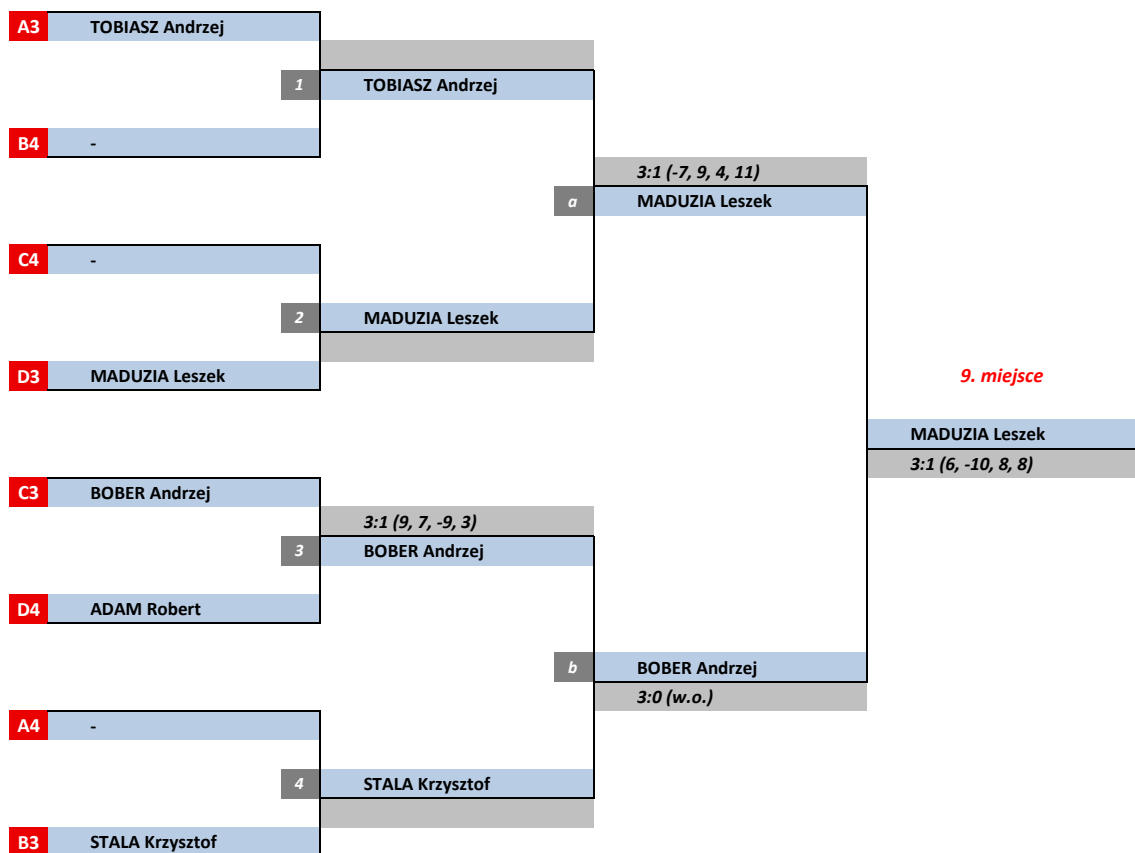 A3 TOBIASZ Andrzej
1 TOBIASZ Andrzej
B4 -
3:1 (-7, 9, 4, 11)
a MADUZIA Leszek
C4 -
2 MADUZIA Leszek
D3 MADUZIA Leszek
9. miejsce
MADUZIA Leszek
3:1 (6, -10, 8, 8)
C3 BOBER Andrzej
3:1 (9, 7, -9, 3)
3 BOBER Andrzej
D4 ADAM Robert
b BOBER Andrzej
3:0 (w.o.)
A4 -
4 STALA Krzysztof
B3 STALA Krzysztof